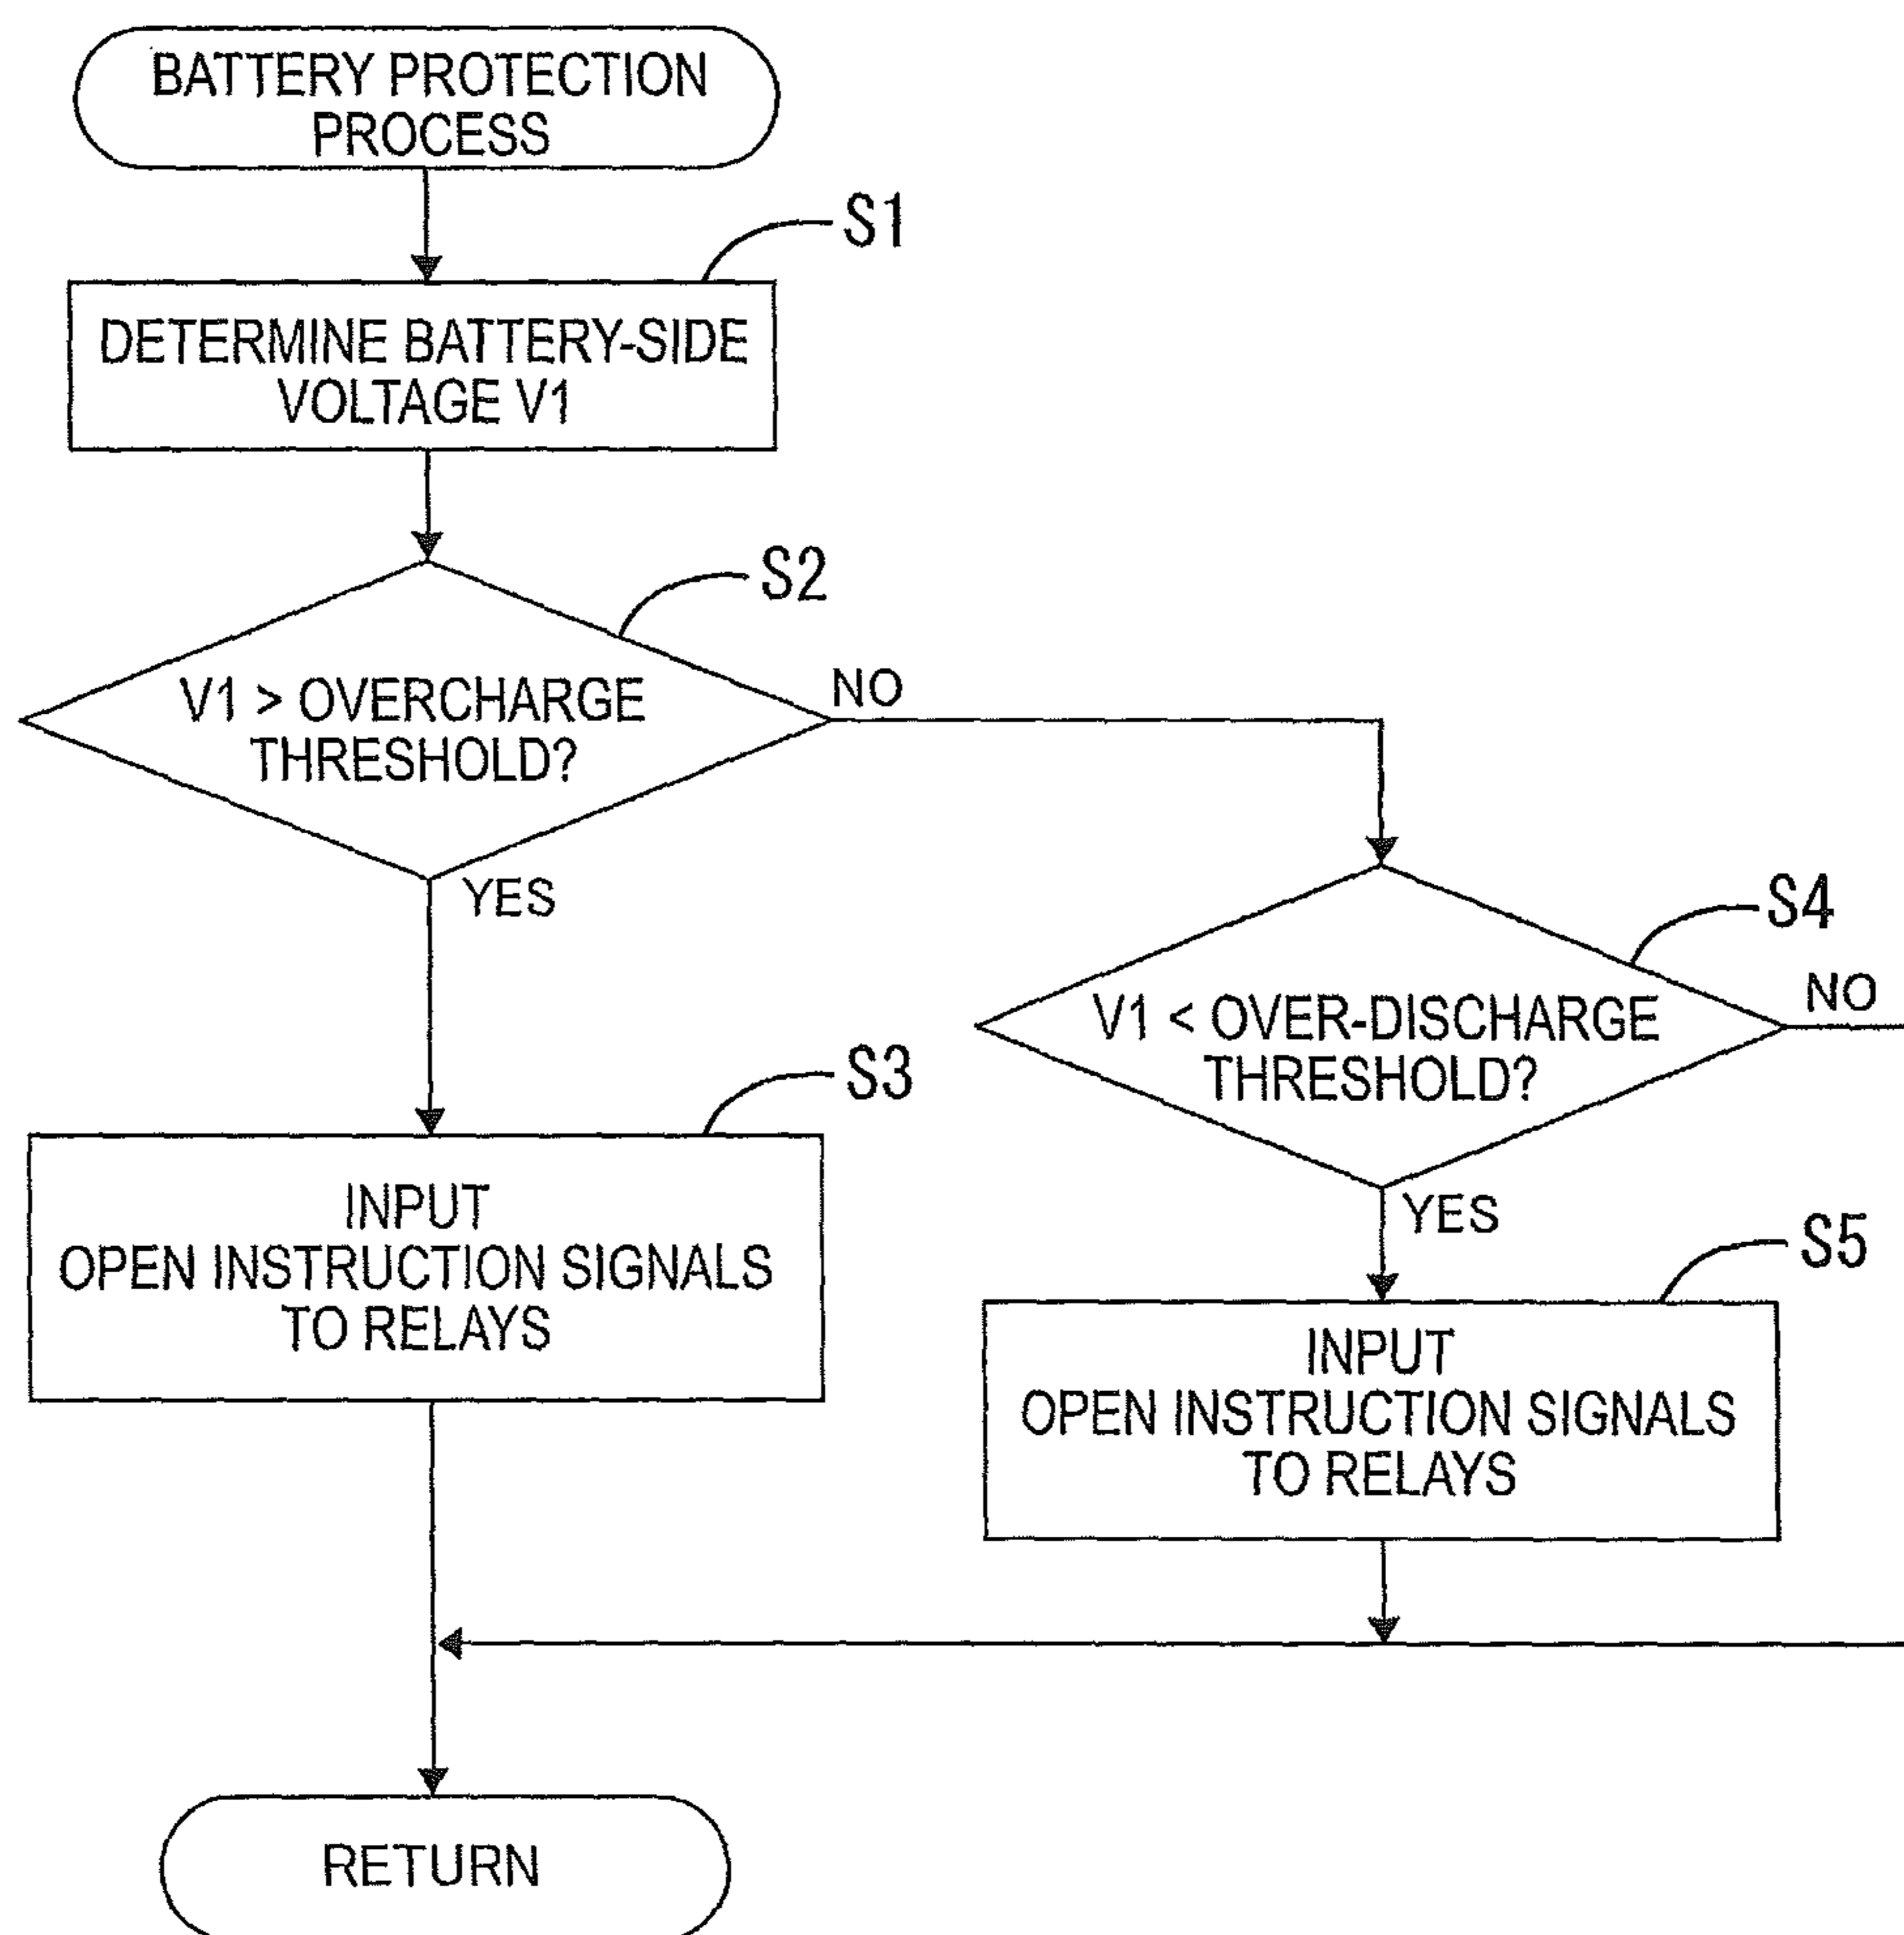 BATTERY PROTECTION
PROCESS
S1
DETERMINE BATTERY-SIDE
VOLTAGE V1
S2
V1 > OVERCHARGE
THRESHOLD?
NO
YES
S4
V1 < OVER-DISCHARGE
THRESHOLD?
NO
YES
S3
INPUT
OPEN INSTRUCTION SIGNALS
TO RELAYS
S5
INPUT
OPEN INSTRUCTION SIGNALS
TO RELAYS
RETURN